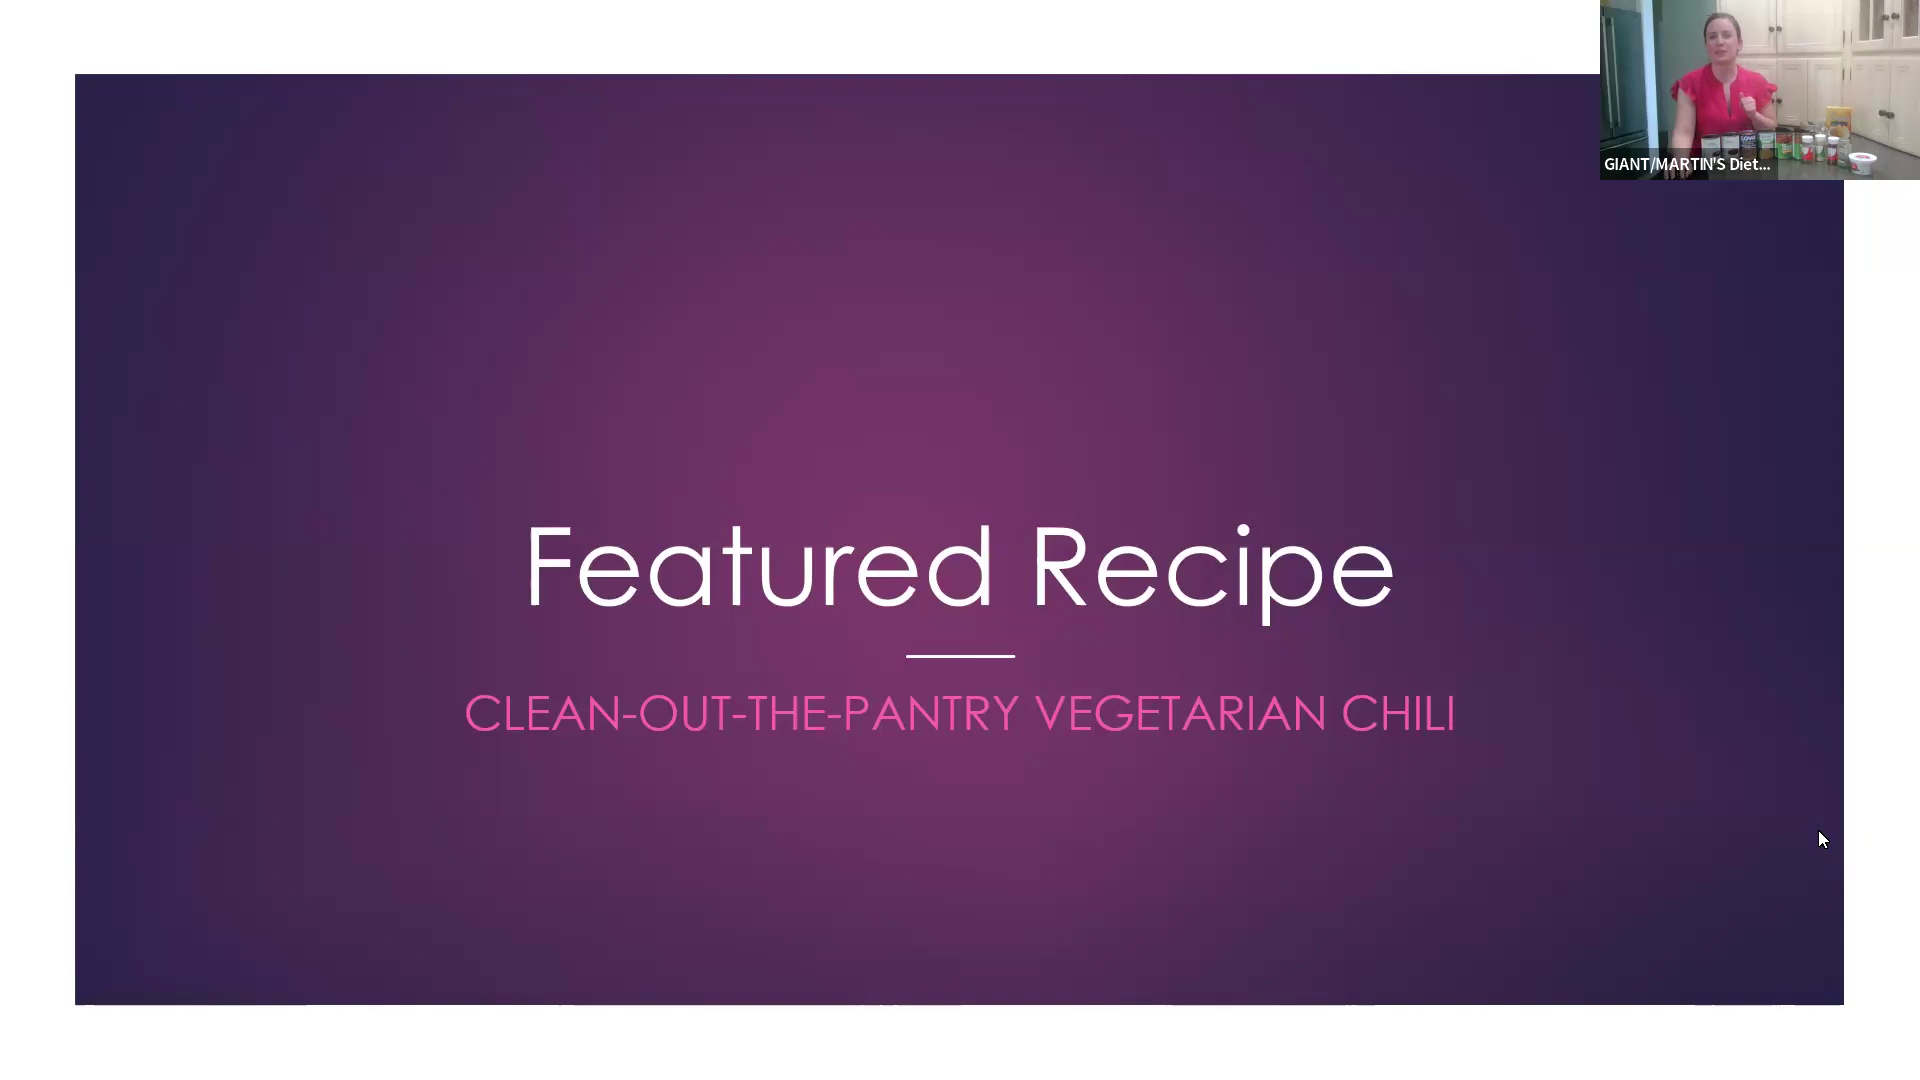 GIANT/MARTIN'S Diet...
Featured Recipe
CLEAN-OUT-THE-PANTRY VEGETARIAN CHILI